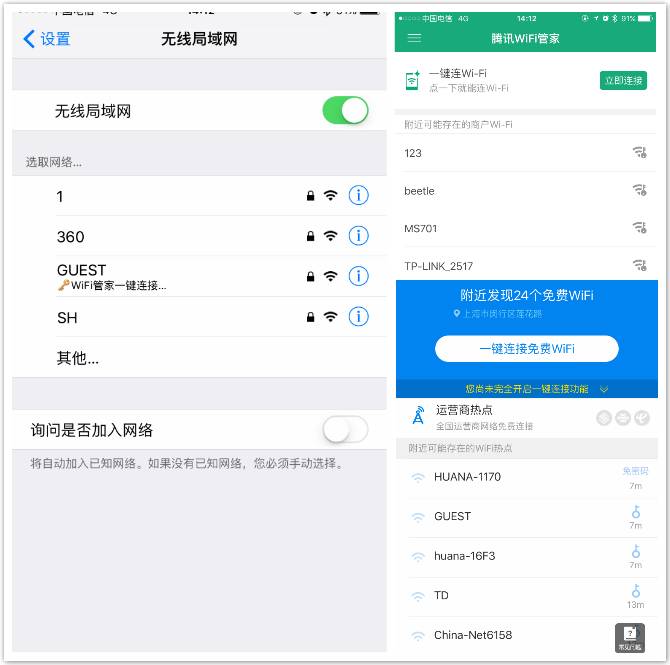 中国电信 4G 14:12
设置
无线局域网
无线局域网
选取网络...
1
360
GUEST
WiFi管家一键连接...
SH
其他...
询问是否加入网络
将自动加入已知网络。如果没有已知网络，您必须手动选择。
中国电信 4G 14:12 91%
腾讯WiFi管家
一键连Wi-Fi
点一下就能连Wi-Fi
立即连接
附近可能存在的商户Wi-Fi
123
beetle
MS701
TP-LINK_2517
附近发现24个免费WiFi
上海市闵行区莲花路
一键连接免费WiFi
您尚未完全开启一键连接功能
运营商热点
全国运营商网络免费连接
附近可能存在的WiFi热点
HUANA-1170
免密码
7m
GUEST
7m
huana-16F3
7m
TD
13m
China-Net6158
常见问题